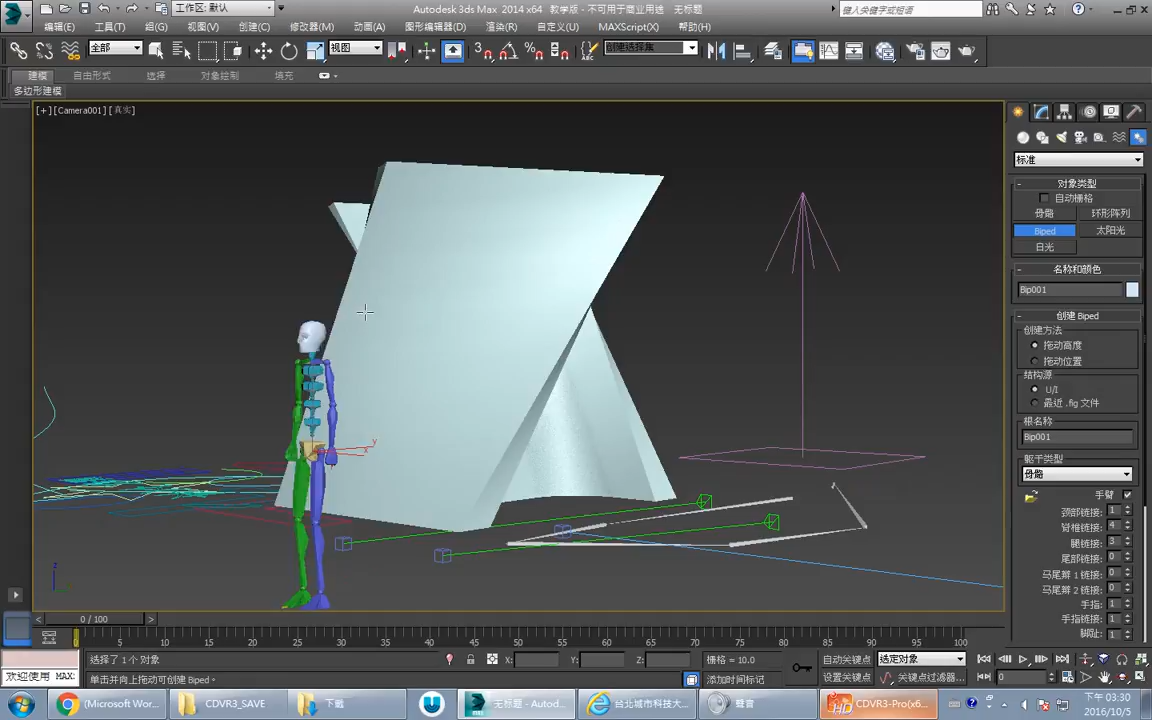 工作区: 默认
Autodesk 3ds Max 2014 x64 教学版 - 不可用于商业用途 无标题
键入关键字或短语
编辑(E) 工具(T) 组(G) 视图(V) 创建(C) 修改器(M) 动画(A) 图形编辑器(D) 渲染(R) 自定义(U) MAXScript(X) 帮助(H)
全部 视图 创建选择集
建模 自由形式 选择 对象绘制 填充
多边形建模
[+][Camera001][真实]
标准
对象类型
自动栅格
骨骼 环形阵列
Biped 太阳光
日光
名称和颜色
Bip001
创建 Biped
创建方法
拖动高度
拖动位置
结构源
U/I
最近 .fig 文件
根名称
Bip001
躯干类型
骨骼
手臂
颈部链接: 1
脊椎链接: 4
腿链接: 3
尾部链接: 0
马尾辫 1 链接: 0
马尾辫 2 链接: 0
手指: 1
手指链接: 1
脚趾: 1
y
x
z
0 / 100
0 5 10 15 20 25 30 35 40 45 50 55 60 65 70 75 80 85 90 95 100
选择了 1 个对象 X: Y: Z: 栅格 = 10.0 自动关键点 选定对象
欢迎使用 MAX: 单击并向上拖动可创建 Biped。 添加时间标记 设置关键点 关键点过滤器... 0
(Microsoft Wor... CDVR3_SAVE 下載 无标题 - Autod... 台北城市科技大... 錄音 CDVR3-Pro(x6...
下午 03:30
2016/10/5